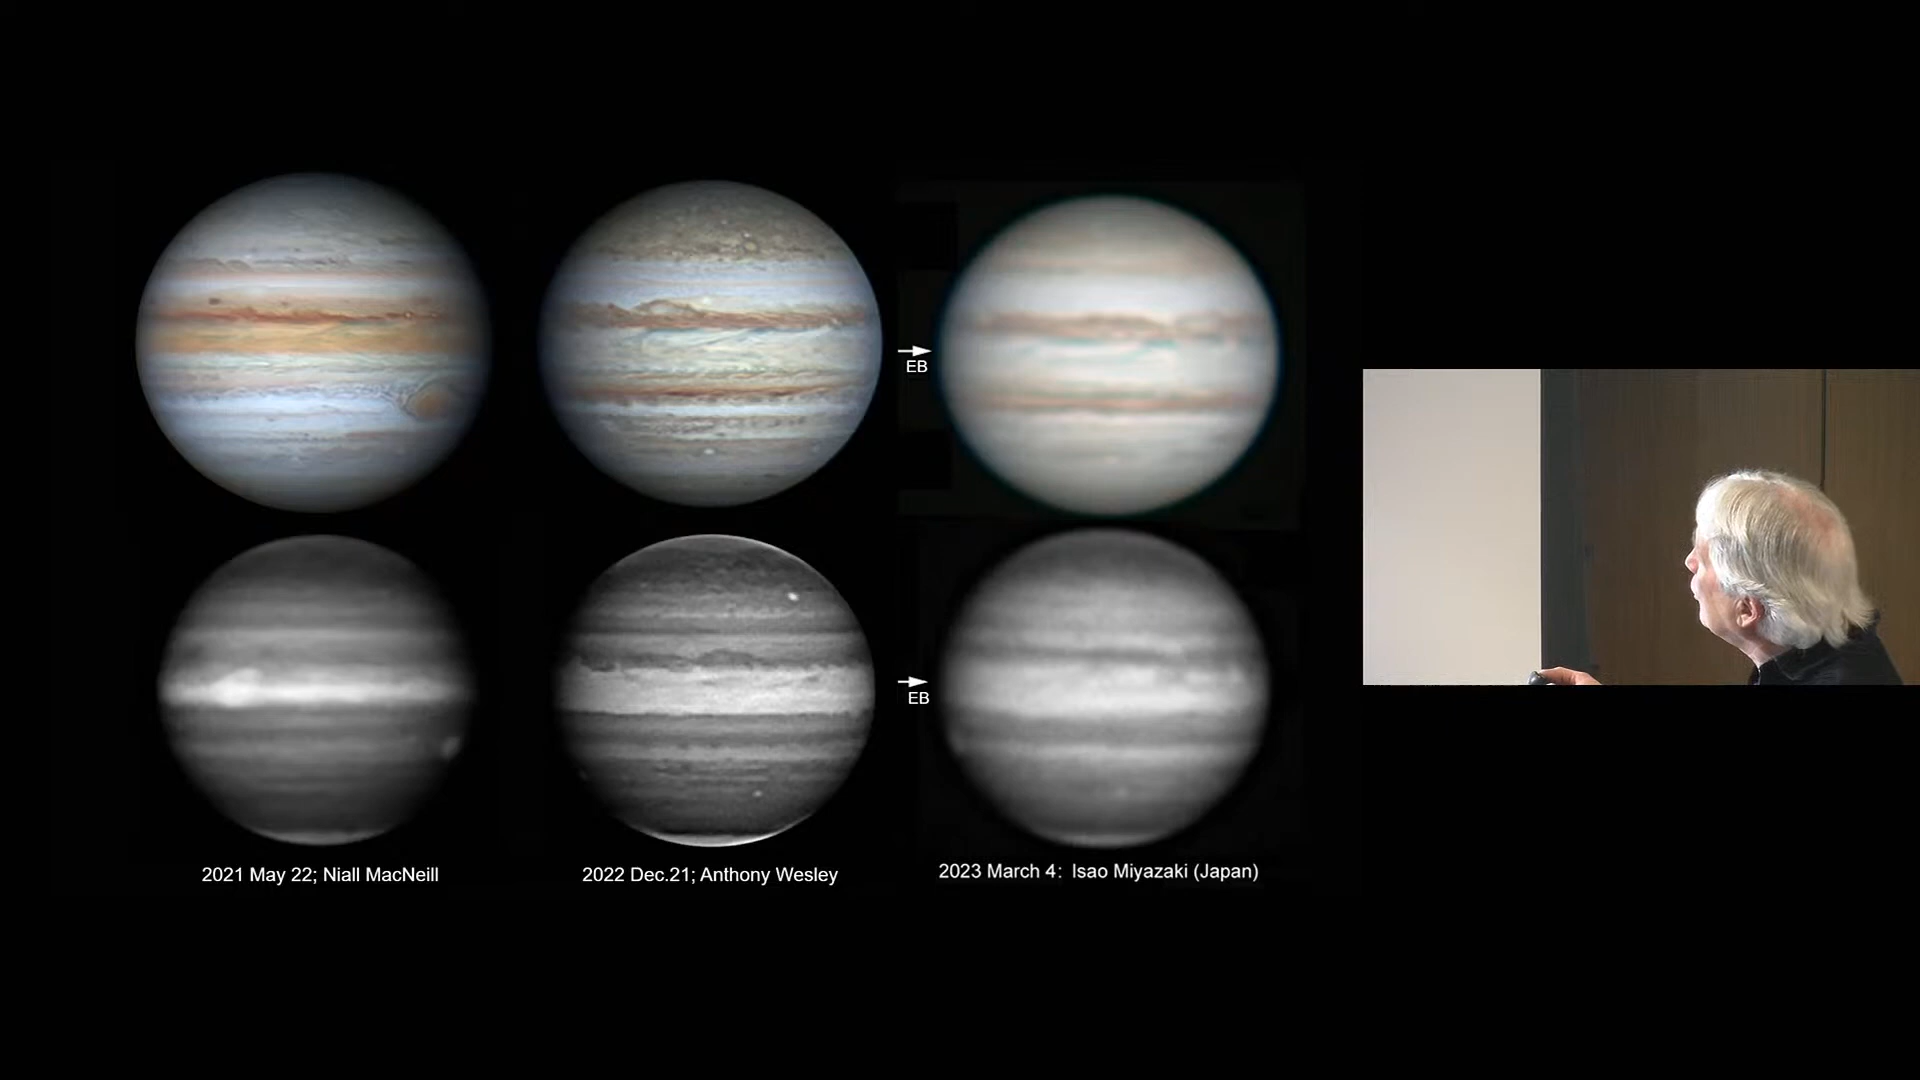 EB
EB
2021 May 22; Niall MacNeill
2022 Dec.21; Anthony Wesley
2023 March 4: Isao Miyazaki (Japan)